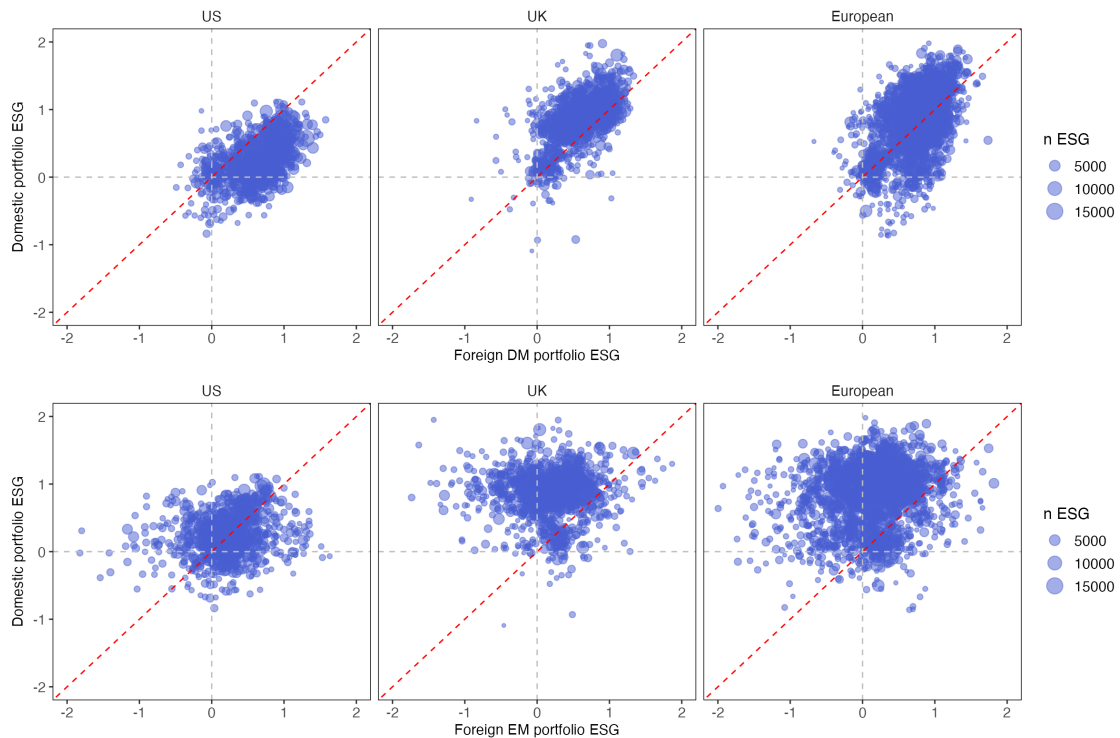 US UK European
2
1
0
-1
-2
Domestic portfolio ESG
-2 -1 0 1 2 -2 -1 0 1 2 -2 -1 0 1 2
Foreign DM portfolio ESG
n ESG
5000
10000
15000
US UK European
2
1
0
-1
-2
Domestic portfolio ESG
-2 -1 0 1 2 -2 -1 0 1 2 -2 -1 0 1 2
Foreign EM portfolio ESG
n ESG
5000
10000
15000